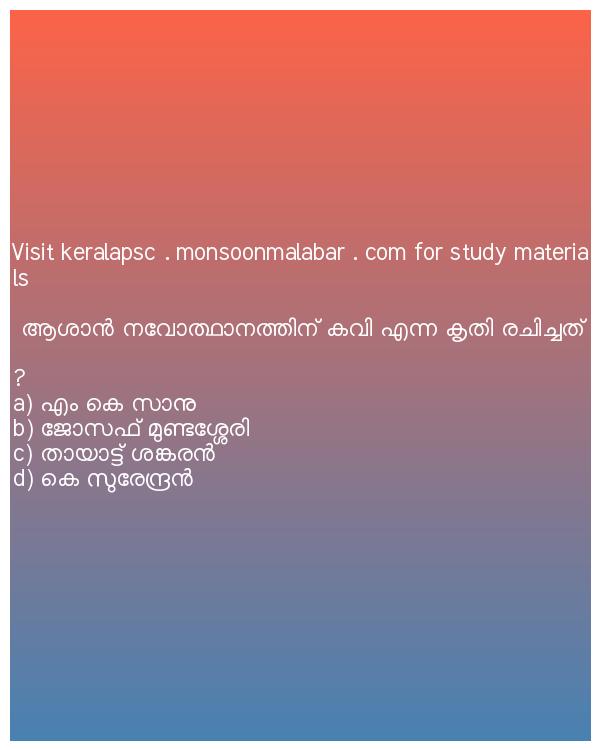 Visit keralapsc . monsoonmalabar . com for study materia
ls
ആശാൻ നവോത്ഥാനത്തിന് കവി എന്ന കൃതി രചിച്ചത്
?
a) എം കെ സാനു
b) ജോസഫ് മുണ്ടശ്ശേരി
c) തായാട്ട് ശങ്കരൻ
d) കെ സുരേന്ദ്രൻ